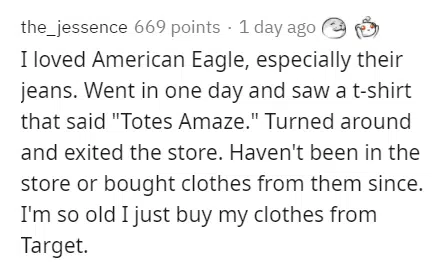 the_jessence 669 points · 1 day ago
I loved American Eagle, especially their
jeans. Went in one day and saw a t-shirt
that said "Totes Amaze." Turned around
and exited the store. Haven't been in the
store or bought clothes from them since.
I'm so old I just buy my clothes from
Target.